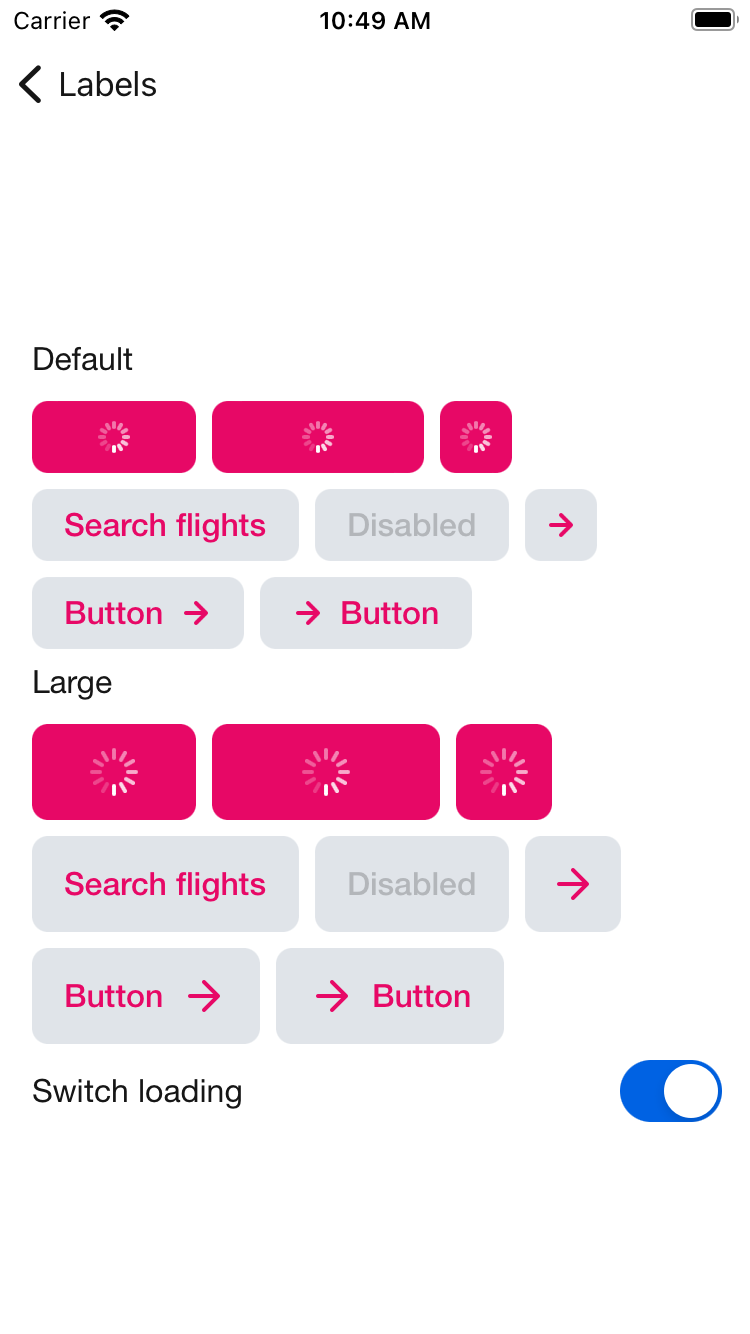 Carrier 10:49 AM
Labels
Default
Search flights Disabled
Button Button
Large
Search flights Disabled
Button Button
Switch loading